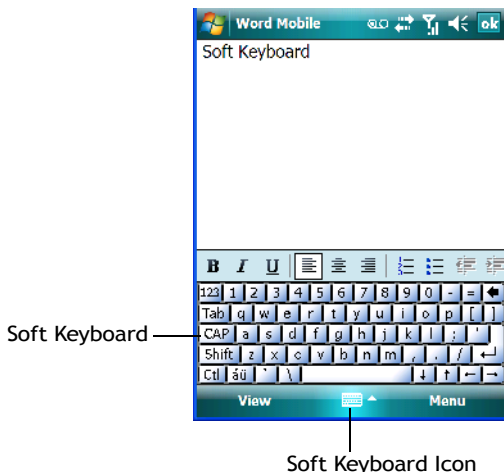 Word Mobile ok
Soft Keyboard
B I U
123 1 2 3 4 5 6 7 8 9 0 - =
Tab q w e r t y u i o p [ ]
Soft Keyboard
CAP a s d f g h j k l ; '
Shift z x c v b n m , . /
Ctl áü ` \
View Menu
Soft Keyboard Icon